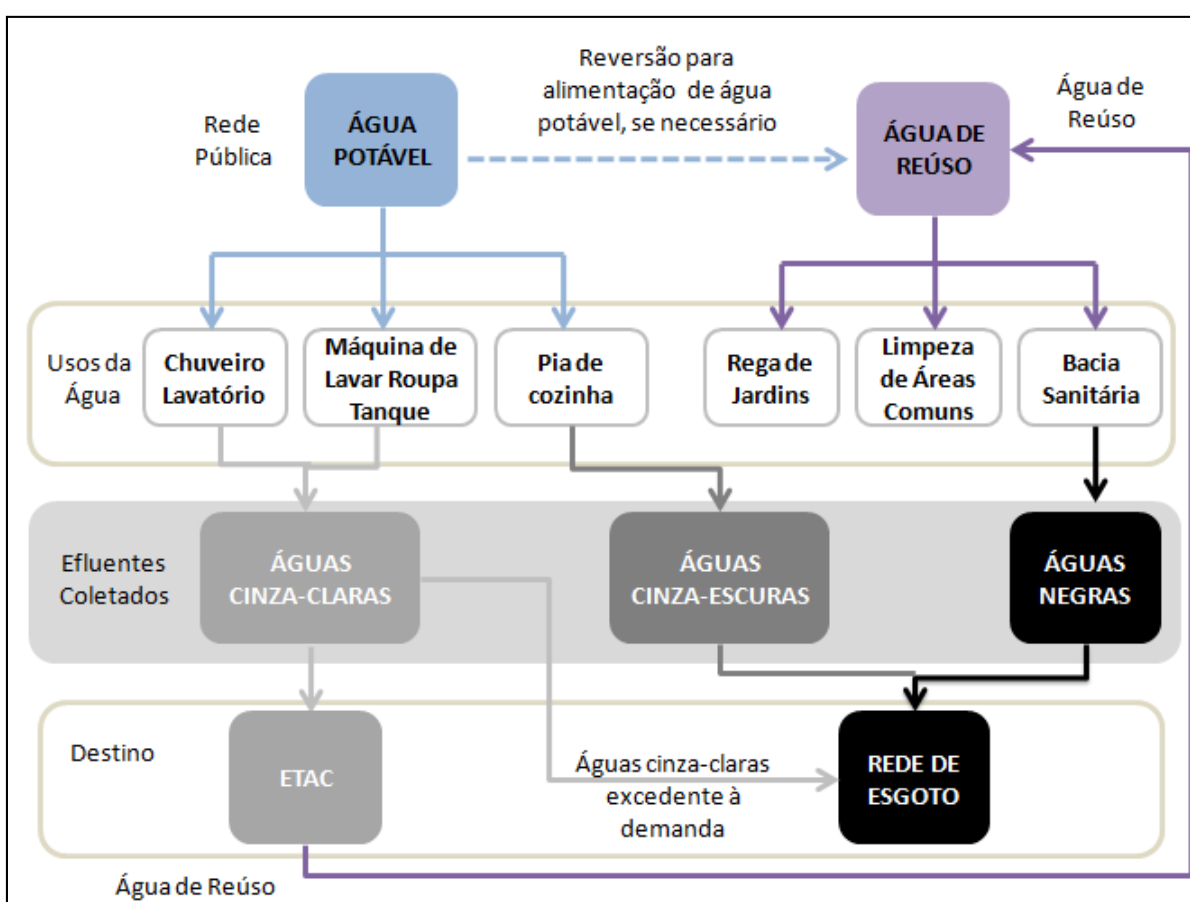 Rede
Pública
ÁGUA
POTÁVEL
Reversão para
alimentação de água
potável, se necessário
ÁGUA DE
REÚSO
Água de
Reúso
Usos da
Água
Chuveiro
Lavatório
Máquina de
Lavar Roupa
Tanque
Pia de
cozinha
Rega de
Jardins
Limpeza
de Áreas
Comuns
Bacia
Sanitária
Efluentes
Coletados
ÁGUAS
CINZA-CLARAS
ÁGUAS
CINZA-ESCURAS
ÁGUAS
NEGRAS
Destino
ETAC
Águas cinza-claras
excedente à
demanda
REDE DE
ESGOTO
Água de Reúso